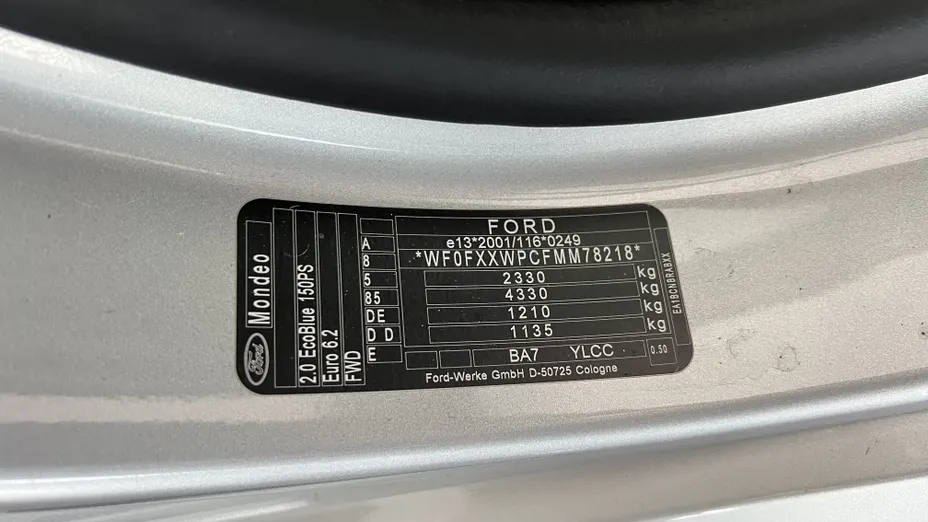 Ford
Mondeo
2.0 EcoBlue 150PS
Euro 6.2
FWD
A
8
5
85
DE
D D
E
FORD
e13*2001/116*0249
*WF0FXXWPCFMM78218*
2330 kg
4330 kg
1210 kg
1135 kg
BA7 YLCC 0.50
Ford-Werke GmbH D-50725 Cologne
EA1BCNBRABXX